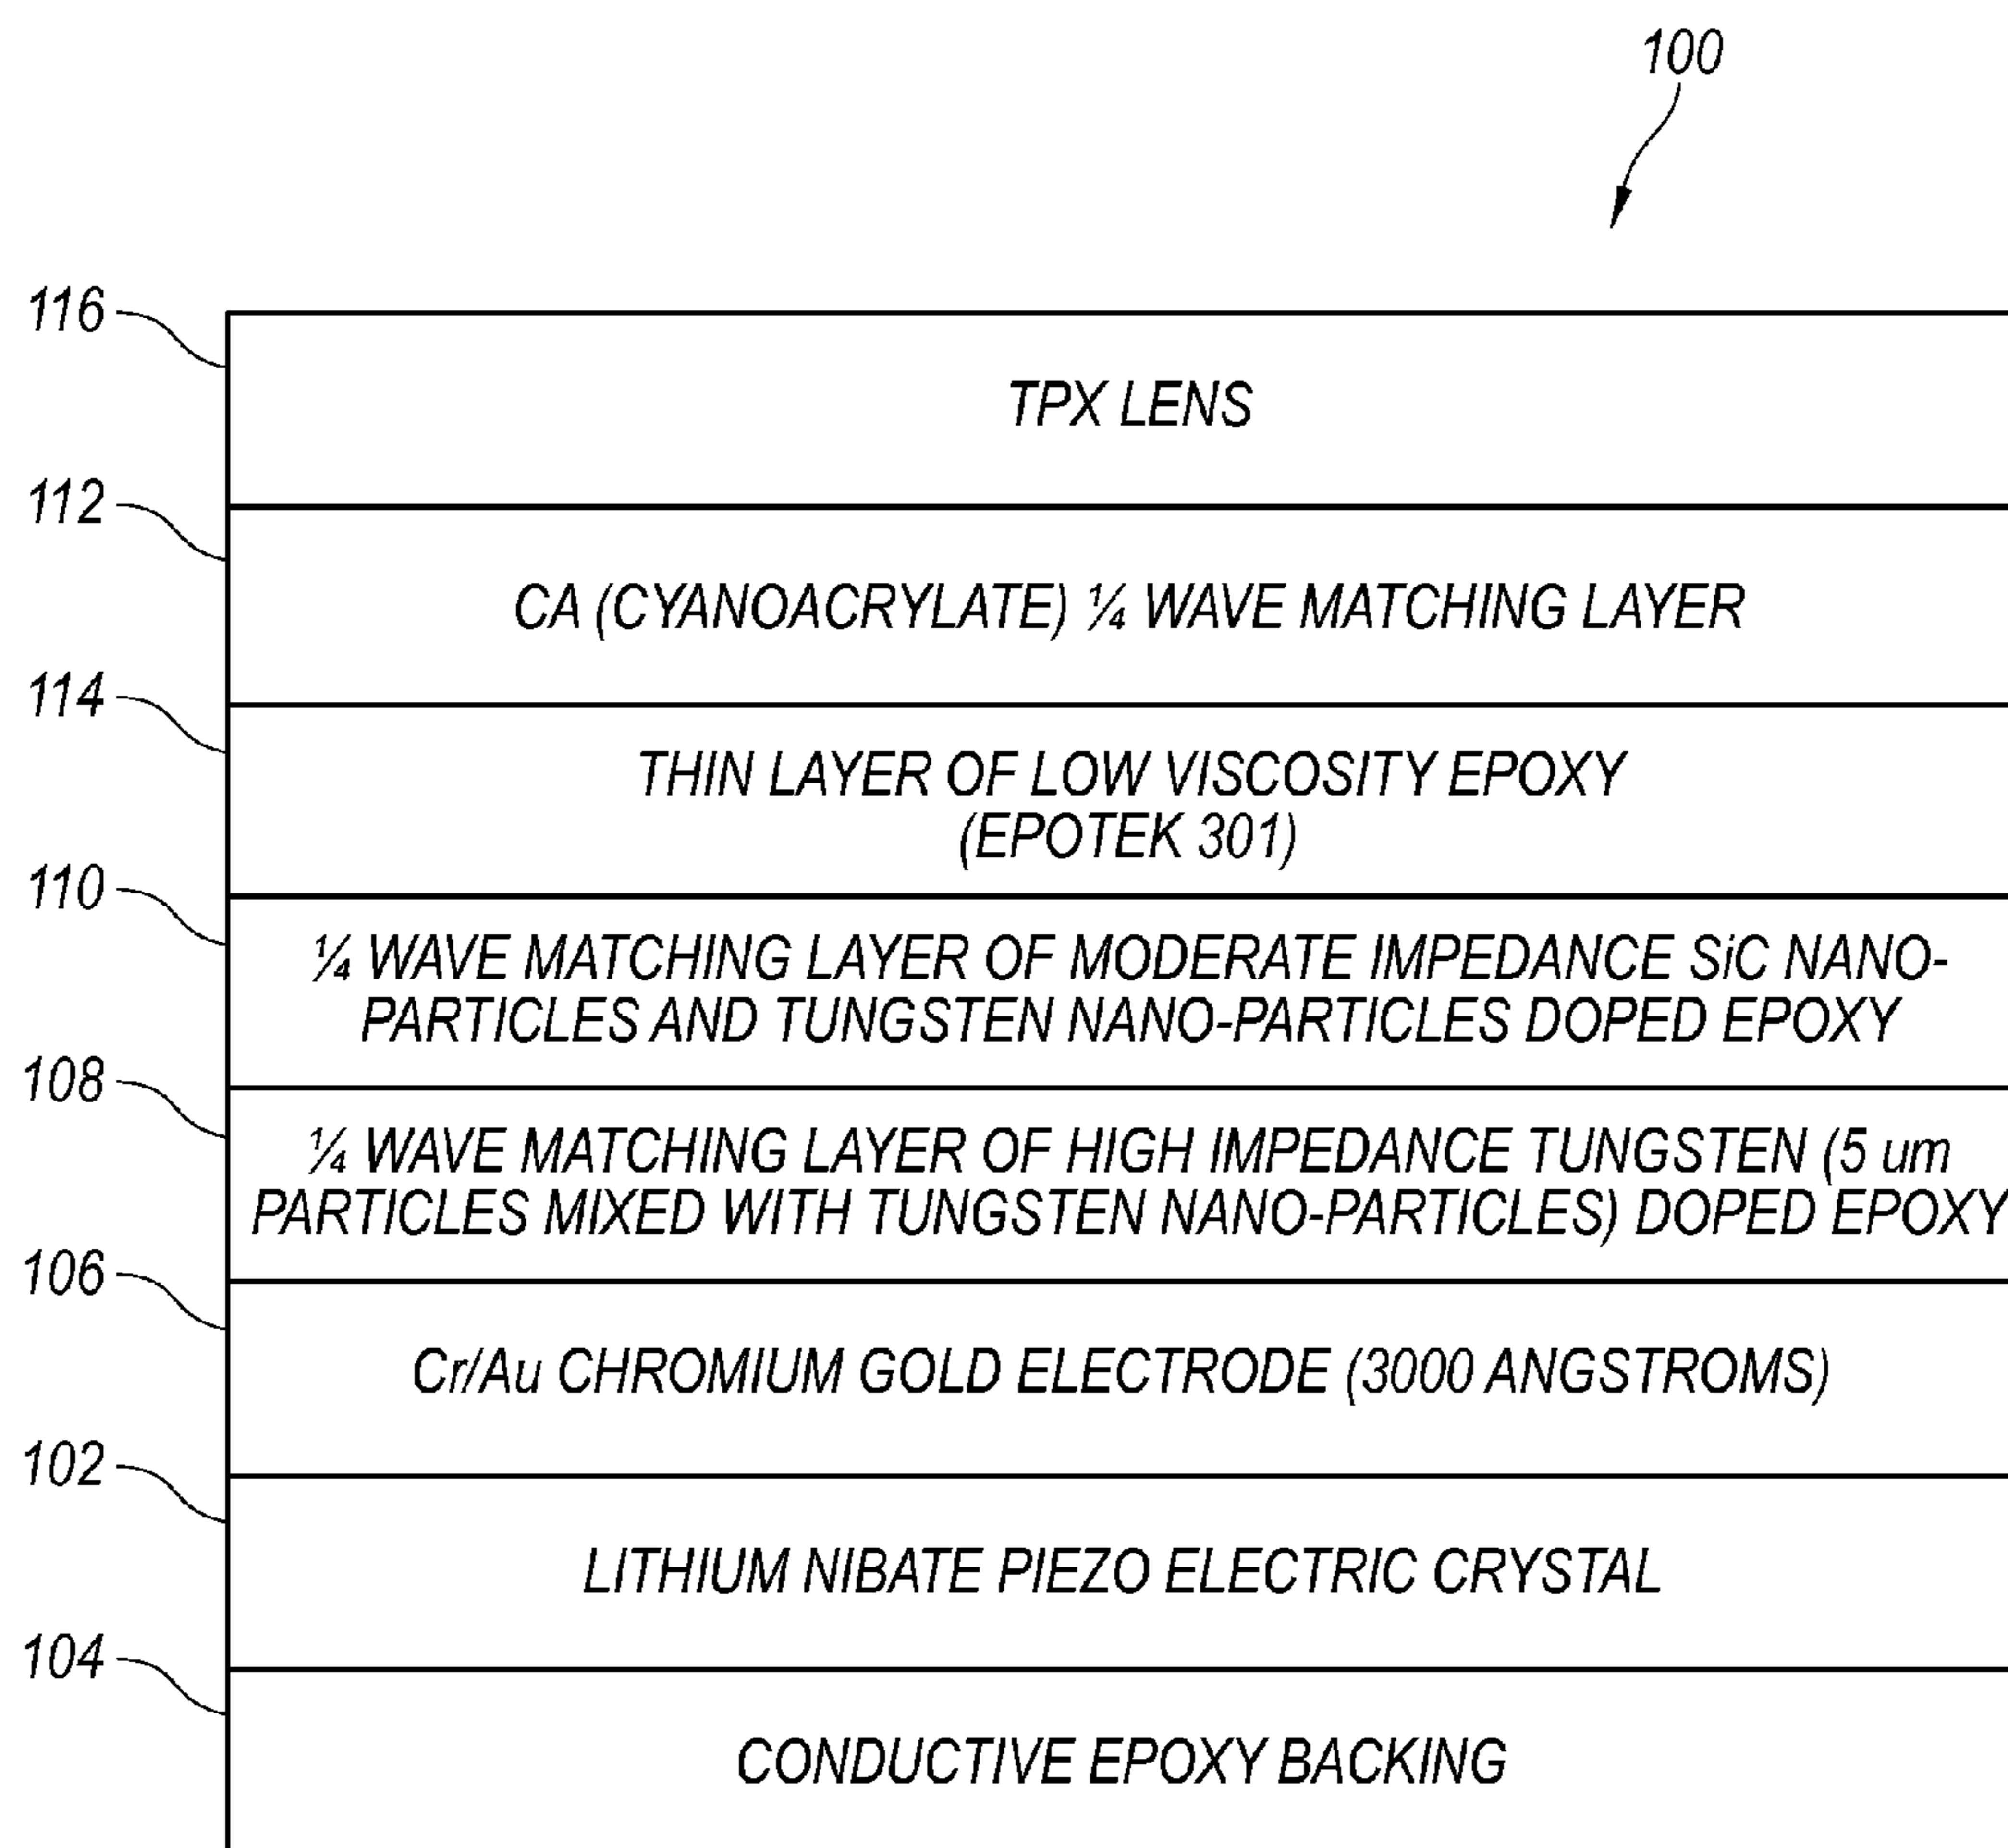 100
116
TPX LENS
112
CA (CYANOACRYLATE) ¼ WAVE MATCHING LAYER
114
THIN LAYER OF LOW VISCOSITY EPOXY
(EPOTEK 301)
110
¼ WAVE MATCHING LAYER OF MODERATE IMPEDANCE SiC NANO-
PARTICLES AND TUNGSTEN NANO-PARTICLES DOPED EPOXY
108
¼ WAVE MATCHING LAYER OF HIGH IMPEDANCE TUNGSTEN (5 um
PARTICLES MIXED WITH TUNGSTEN NANO-PARTICLES) DOPED EPOXY
106
Cr/Au CHROMIUM GOLD ELECTRODE (3000 ANGSTROMS)
102
LITHIUM NIBATE PIEZO ELECTRIC CRYSTAL
104
CONDUCTIVE EPOXY BACKING